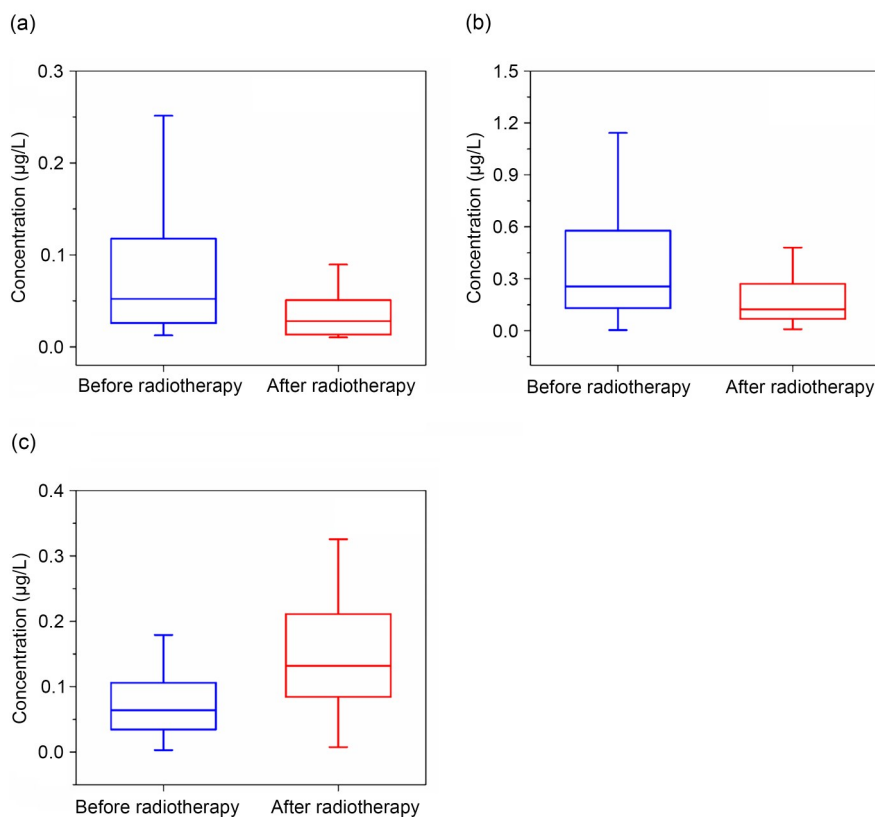 (a)
0.3
0.2
0.1
0.0
Concentration (µg/L)
Before radiotherapy
After radiotherapy
(b)
1.5
1.2
0.9
0.6
0.3
0.0
Concentration (µg/L)
Before radiotherapy
After radiotherapy
(c)
0.4
0.3
0.2
0.1
0.0
Concentration (µg/L)
Before radiotherapy
After radiotherapy